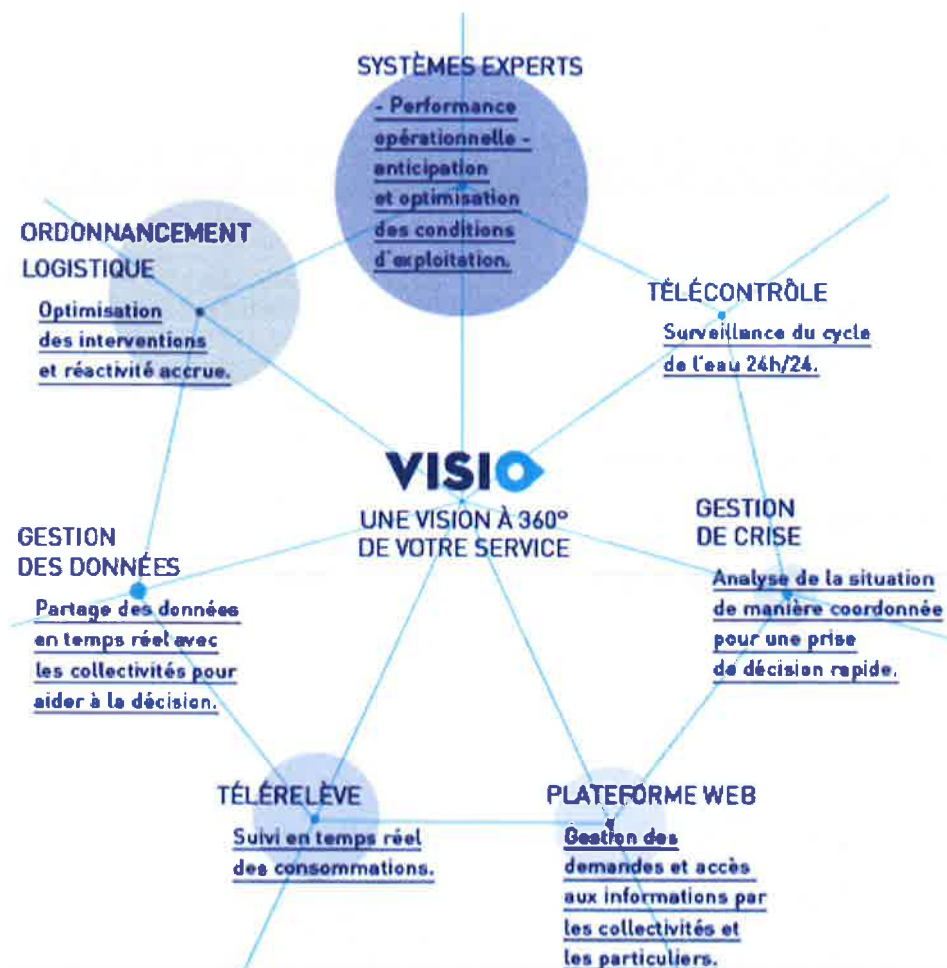 SYSTÈMES EXPERTS
- Performance
opérationnelle -
anticipation
et optimisation
des conditions
d'exploitation.
ORDONNANCEMENT
LOGISTIQUE
Optimisation
des interventions
et réactivité accrue.
TÉLÉCONTRÔLE
Surveillance du cycle
de l'eau 24h/24.
VISIO
UNE VISION À 360°
DE VOTRE SERVICE
GESTION
DES DONNÉES
Partage des données
en temps réel avec
les collectivités pour
aider à la décision.
GESTION
DE CRISE
Analyse de la situation
de manière coordonnée
pour une prise
de décision rapide.
TÉLÉRELÈVE
Suivi en temps réel
des consommations.
PLATEFORME WEB
Gestion des
demandes et accès
aux informations par
les collectivités et
les particuliers.